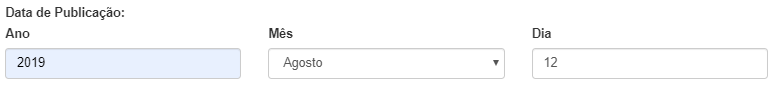 Data de Publicação:
Ano Mês Dia
2019 Agosto 12